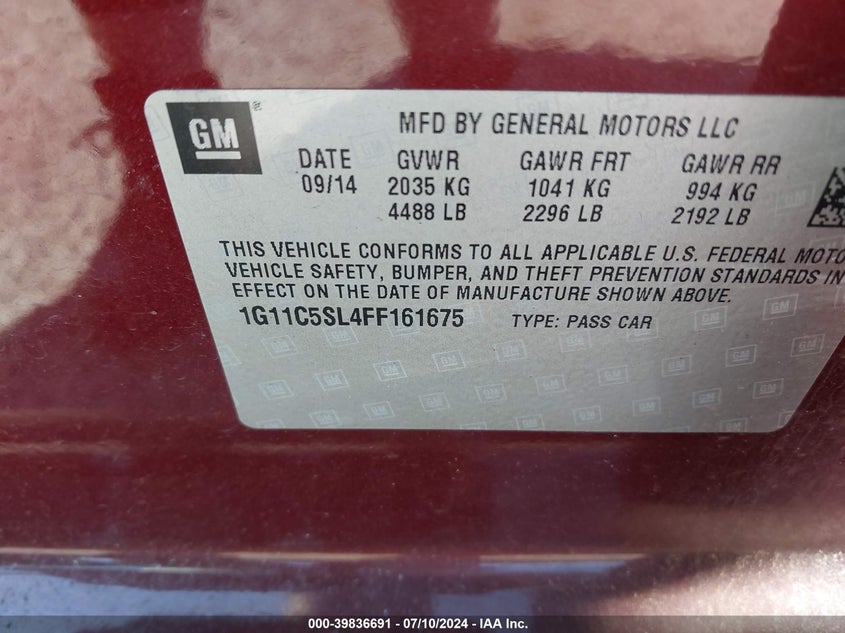 GM
MFD BY GENERAL MOTORS LLC
DATE GVWR GAWR FRT GAWR RR
09/14 2035 KG 1041 KG 994 KG
4488 LB 2296 LB 2192 LB
THIS VEHICLE CONFORMS TO ALL APPLICABLE U.S. FEDERAL MOTO
VEHICLE SAFETY, BUMPER, AND THEFT PREVENTION STANDARDS IN
EFFECT ON THE DATE OF MANUFACTURE SHOWN ABOVE.
1G11C5SL4FF161675 TYPE: PASS CAR
000-39836691 / 07/10/2024 - IAA Inc.